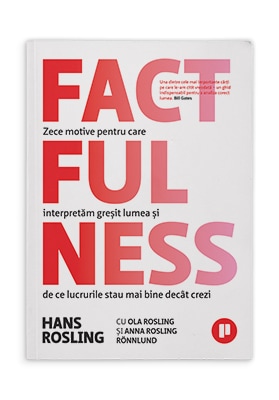 Una dintre cele mai importante cărți
pe care le-am citit vreodată – un ghid
indispensabil pentru a analiza corect
lumea. Bill Gates
FACT
Zece motive pentru care
FUL
interpretăm greșit lumea și
NESS
de ce lucrurile stau mai bine decât crezi
HANS
ROSLING
CU OLA ROSLING
ȘI ANNA ROSLING
RÖNNLUND